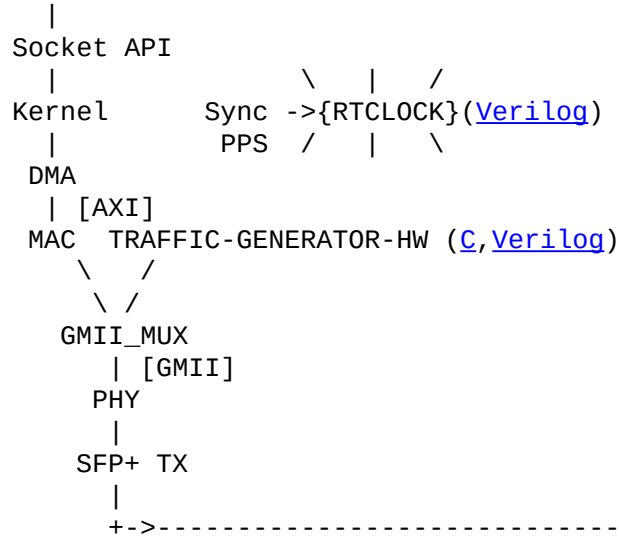 |
Socket API
|                 \   |   /
Kernel      Sync ->{RTCLOCK}(Verilog)
|            PPS  /   |   \
DMA
| [AXI]
MAC  TRAFFIC-GENERATOR-HW (C,Verilog)
\   /
\ /
GMII_MUX
| [GMII]
PHY
|
SFP+ TX
|
+->-----------------------------